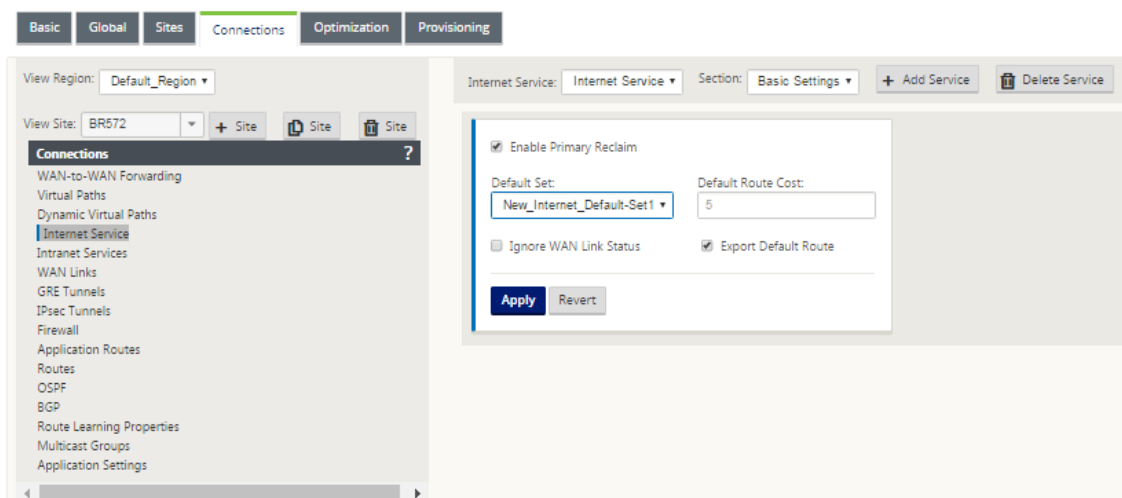 Basic Global Sites Connections Optimization Provisioning
View Region: Default_Region
View Site: BR572 + Site Site Site
Connections ?
WAN-to-WAN Forwarding
Virtual Paths
Dynamic Virtual Paths
Internet Service
Intranet Services
WAN Links
GRE Tunnels
IPsec Tunnels
Firewall
Application Routes
Routes
OSPF
BGP
Route Learning Properties
Multicast Groups
Application Settings
Internet Service: Internet Service Section: Basic Settings + Add Service Delete Service
Enable Primary Reclaim
Default Set: Default Route Cost:
New_Internet_Default-Set1 5
Ignore WAN Link Status Export Default Route
Apply Revert